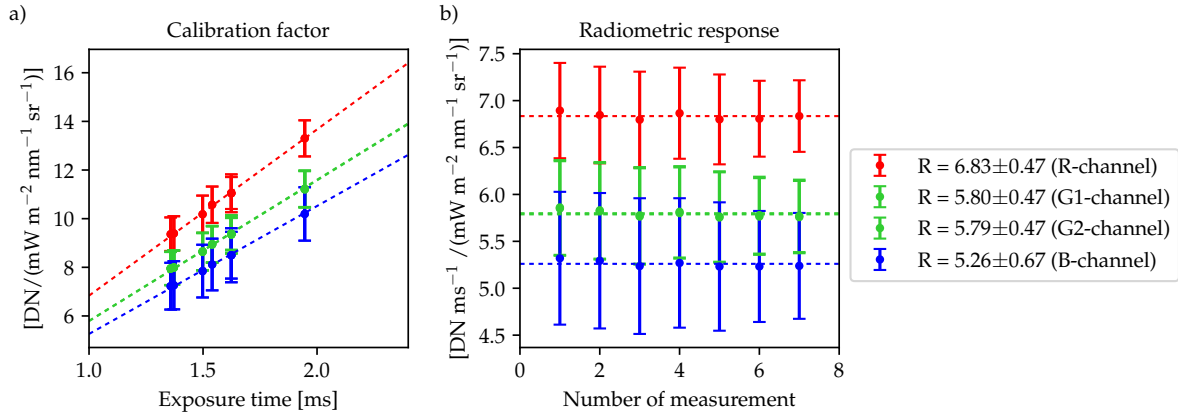 a)
Calibration factor
[DN/(mW m⁻² nm⁻¹ sr⁻¹)]
16
14
12
10
8
6
1.0 1.5 2.0
Exposure time [ms]
b)
Radiometric response
[DN ms⁻¹ /(mW m⁻² nm⁻¹ sr⁻¹)]
7.5
7.0
6.5
6.0
5.5
5.0
4.5
0 2 4 6 8
Number of measurement
R = 6.83±0.47 (R-channel)
R = 5.80±0.47 (G1-channel)
R = 5.79±0.47 (G2-channel)
R = 5.26±0.67 (B-channel)